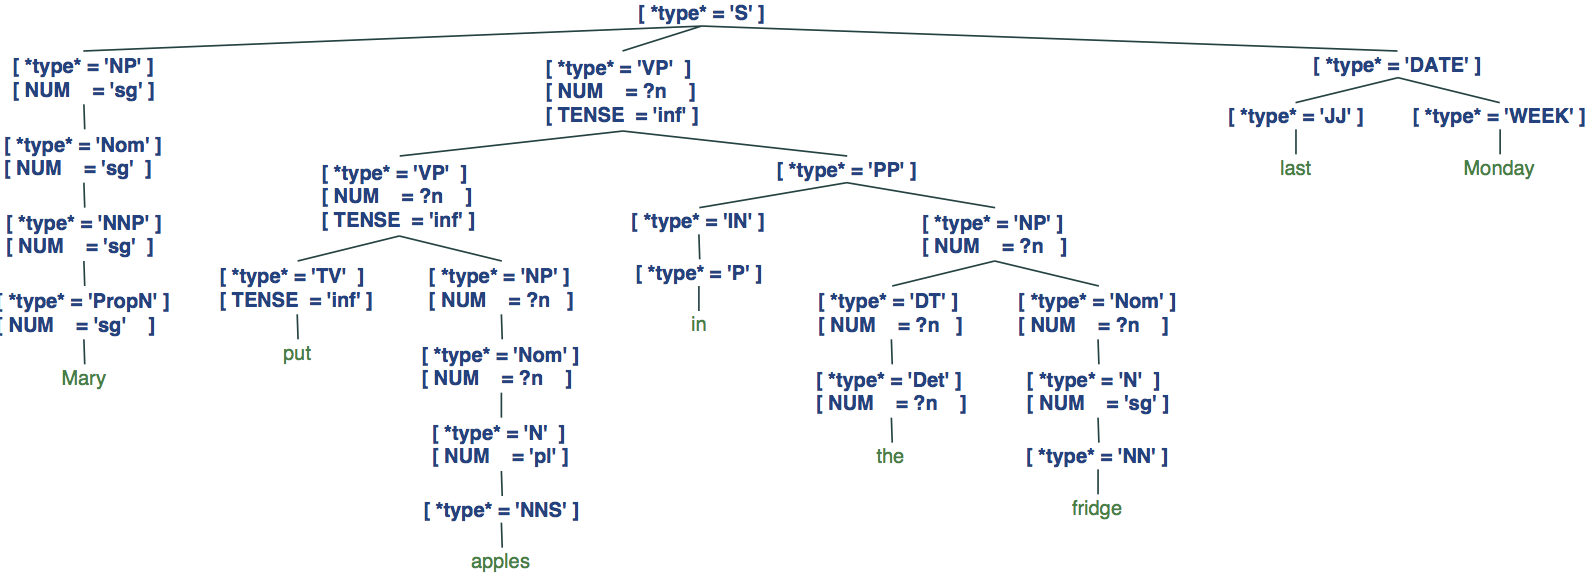 [ *type* = 'S' ]
[ *type* = 'NP' ]
[ NUM = 'sg' ]
[ *type* = 'Nom' ]
[ NUM = 'sg' ]
[ *type* = 'NNP' ]
[ NUM = 'sg' ]
[ *type* = 'PropN' ]
[ NUM = 'sg' ]
Mary
[ *type* = 'VP' ]
[ NUM = ?n ]
[ TENSE = 'inf' ]
[ *type* = 'VP' ]
[ NUM = ?n ]
[ TENSE = 'inf' ]
[ *type* = 'TV' ]
[ TENSE = 'inf' ]
put
[ *type* = 'NP' ]
[ NUM = ?n ]
[ *type* = 'Nom' ]
[ NUM = ?n ]
[ *type* = 'N' ]
[ NUM = 'pl' ]
[ *type* = 'NNS' ]
apples
[ *type* = 'PP' ]
[ *type* = 'IN' ]
[ *type* = 'P' ]
in
[ *type* = 'NP' ]
[ NUM = ?n ]
[ *type* = 'DT' ]
[ NUM = ?n ]
[ *type* = 'Det' ]
[ NUM = ?n ]
the
[ *type* = 'Nom' ]
[ NUM = ?n ]
[ *type* = 'N' ]
[ NUM = 'sg' ]
[ *type* = 'NN' ]
fridge
[ *type* = 'DATE' ]
[ *type* = 'JJ' ]
last
[ *type* = 'WEEK' ]
Monday